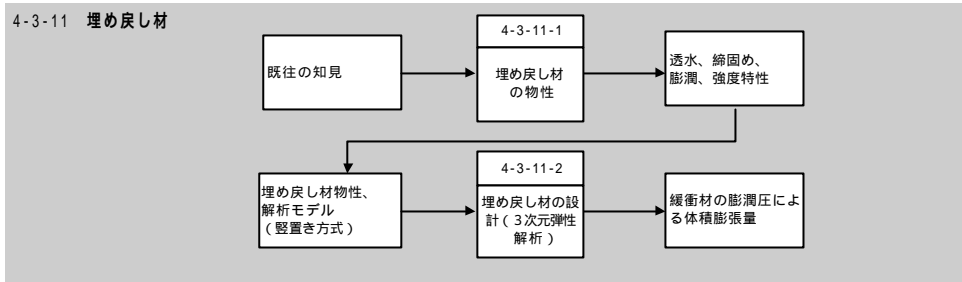 4-3-11 埋め戻し材
既往の知見
4-3-11-1
埋め戻し材
の物性
透水、締固め、
膨潤、強度特性
埋め戻し材物性、
解析モデル
(竪置き方式)
4-3-11-2
埋め戻し材の設
計(3次元弾性
解析)
緩衝材の膨潤圧によ
る体積膨張量